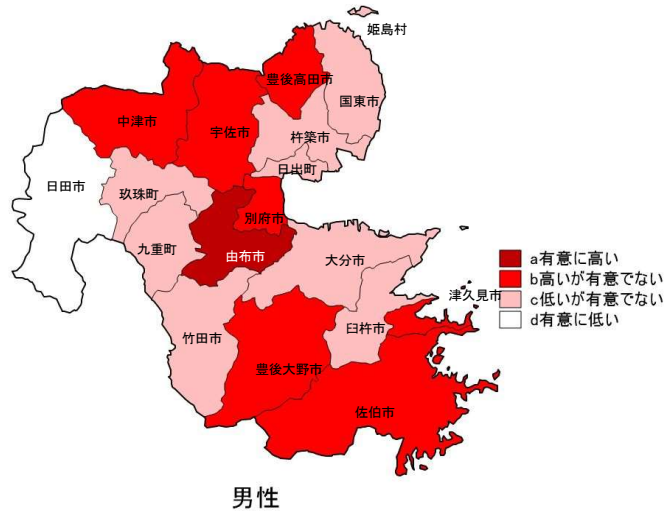 姫島村
豊後高田市
国東市
中津市
宇佐市
杵築市
日出町
日田市
玖珠町
別府市
九重町
由布市
大分市
津久見市
竹田市
臼杵市
豊後大野市
佐伯市
a有意に高い
b高いが有意でない
c低いが有意でない
d有意に低い
男性